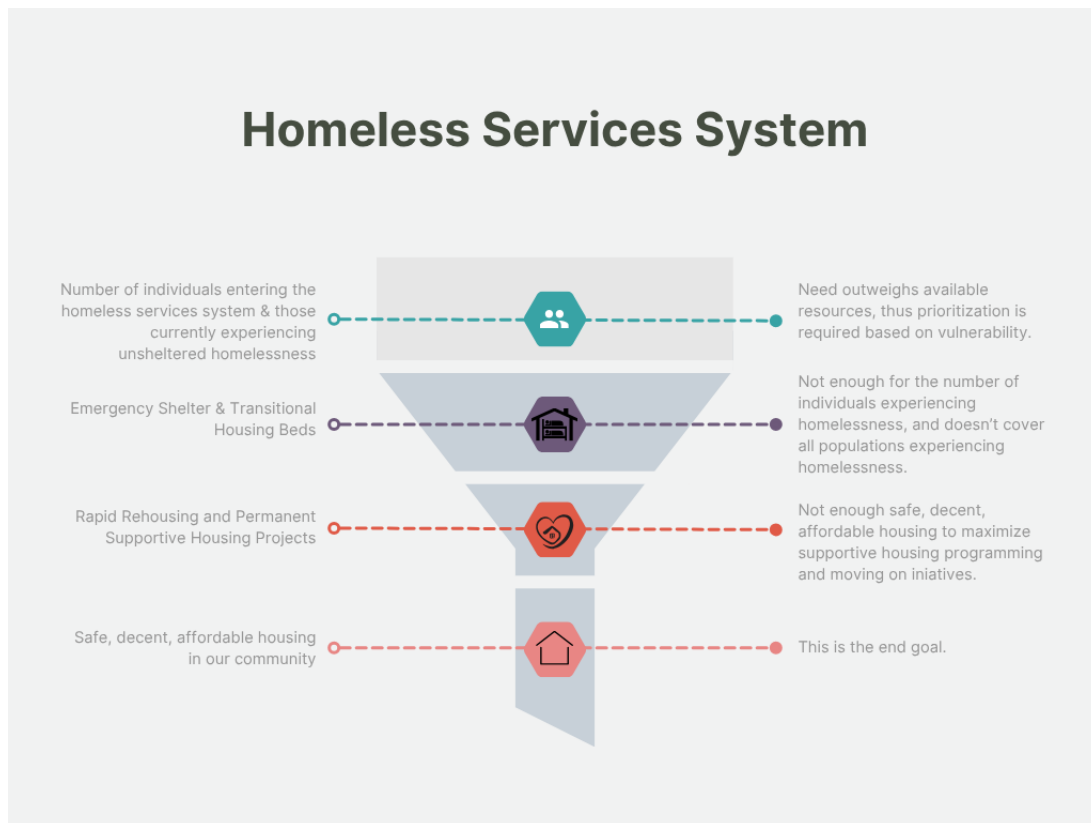 Homeless Services System
Number of individuals entering the
homeless services system & those
currently experiencing
unsheltered homelessness
Need outweighs available
resources, thus prioritization is
required based on vulnerability.
Emergency Shelter & Transitional
Housing Beds
Not enough for the number of
individuals experiencing
homelessness, and doesn't cover
all populations experiencing
homelessness.
Rapid Rehousing and Permanent
Supportive Housing Projects
Not enough safe, decent,
affordable housing to maximize
supportive housing programming
and moving on iniatives.
Safe, decent, affordable housing
in our community
This is the end goal.